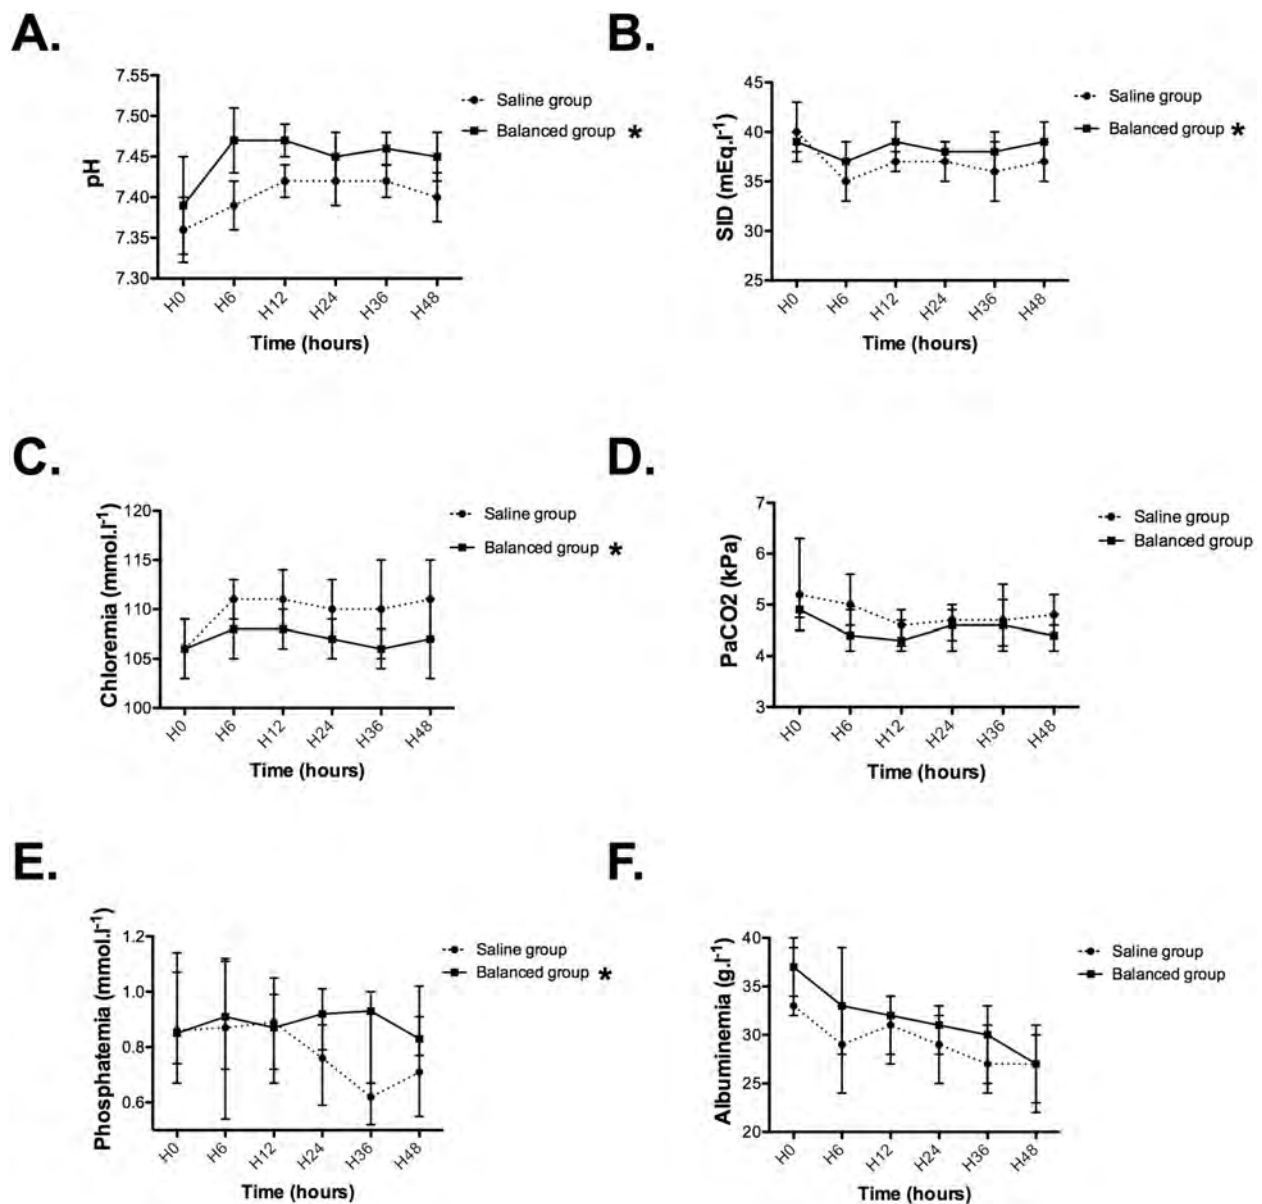 A.
pH
7.55
7.50
7.45
7.40
7.35
7.30
H0 H6 H12 H24 H36 H48
Time (hours)
Saline group
Balanced group *
B.
SID (mEq.l⁻¹)
45
40
35
30
25
H0 H6 H12 H24 H36 H48
Time (hours)
Saline group
Balanced group *
C.
Chloremia (mmol.l⁻¹)
120
115
110
105
100
H0 H6 H12 H24 H36 H48
Time (hours)
Saline group
Balanced group *
D.
PaCO2 (kPa)
7
6
5
4
3
H0 H6 H12 H24 H36 H48
Time (hours)
Saline group
Balanced group
E.
Phosphatemia (mmol.l⁻¹)
1.2
1.0
0.8
0.6
H0 H6 H12 H24 H36 H48
Time (hours)
Saline group
Balanced group *
F.
Albuminemia (g.l⁻¹)
40
35
30
25
20
H0 H6 H12 H24 H36 H48
Time (hours)
Saline group
Balanced group